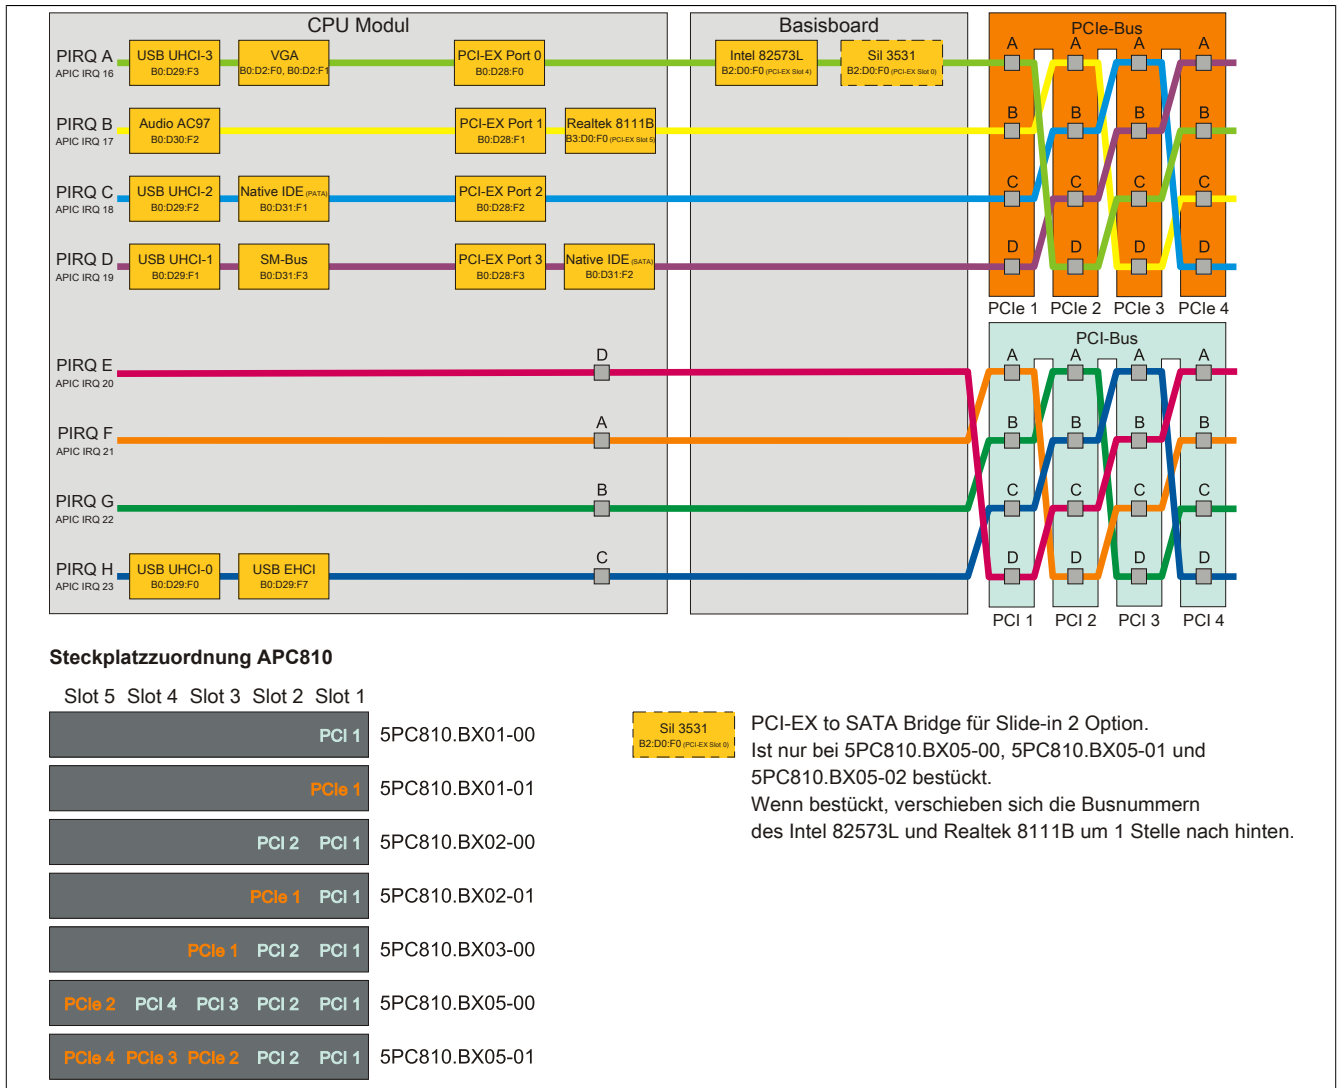 CPU Modul
Basisboard
PCIe-Bus
PIRQ A
APIC IRQ 16
USB UHCI-3
B0:D29:F3
VGA
B0:D2:F0, B0:D2:F1
PCI-EX Port 0
B0:D28:F0
Intel 82573L
B2:D0:F0 (PCI-EX Slot 4)
Sil 3531
B2:D0:F0 (PCI-EX Slot 0)
A A A A
PIRQ B
APIC IRQ 17
Audio AC97
B0:D30:F2
PCI-EX Port 1
B0:D28:F1
Realtek 8111B
B3:D0:F0 (PCI-EX Slot 5)
B B B B
PIRQ C
APIC IRQ 18
USB UHCI-2
B0:D29:F2
Native IDE (PATA)
B0:D31:F1
PCI-EX Port 2
B0:D28:F2
C C C C
PIRQ D
APIC IRQ 19
USB UHCI-1
B0:D29:F1
SM-Bus
B0:D31:F3
PCI-EX Port 3
B0:D28:F3
Native IDE (SATA)
B0:D31:F2
D D D D
PCIe 1 PCIe 2 PCIe 3 PCIe 4
PCI-Bus
PIRQ E
APIC IRQ 20
D
A A A A
PIRQ F
APIC IRQ 21
A
B B B B
PIRQ G
APIC IRQ 22
B
C C C C
PIRQ H
APIC IRQ 23
USB UHCI-0
B0:D29:F0
USB EHCI
B0:D29:F7
C
D D D D
PCI 1 PCI 2 PCI 3 PCI 4
Steckplatzzuordnung APC810
Slot 5 Slot 4 Slot 3 Slot 2 Slot 1
PCI 1 5PC810.BX01-00
PCIe 1 5PC810.BX01-01
PCI 2 PCI 1 5PC810.BX02-00
PCIe 1 PCI 1 5PC810.BX02-01
PCIe 1 PCI 2 PCI 1 5PC810.BX03-00
PCIe 2 PCI 4 PCI 3 PCI 2 PCI 1 5PC810.BX05-00
PCIe 4 PCIe 3 PCIe 2 PCI 2 PCI 1 5PC810.BX05-01
Sil 3531
B2:D0:F0 (PCI-EX Slot 0)
PCI-EX to SATA Bridge für Slide-in 2 Option.
Ist nur bei 5PC810.BX05-00, 5PC810.BX05-01 und
5PC810.BX05-02 bestückt.
Wenn bestückt, verschieben sich die Busnummern
des Intel 82573L und Realtek 8111B um 1 Stelle nach hinten.